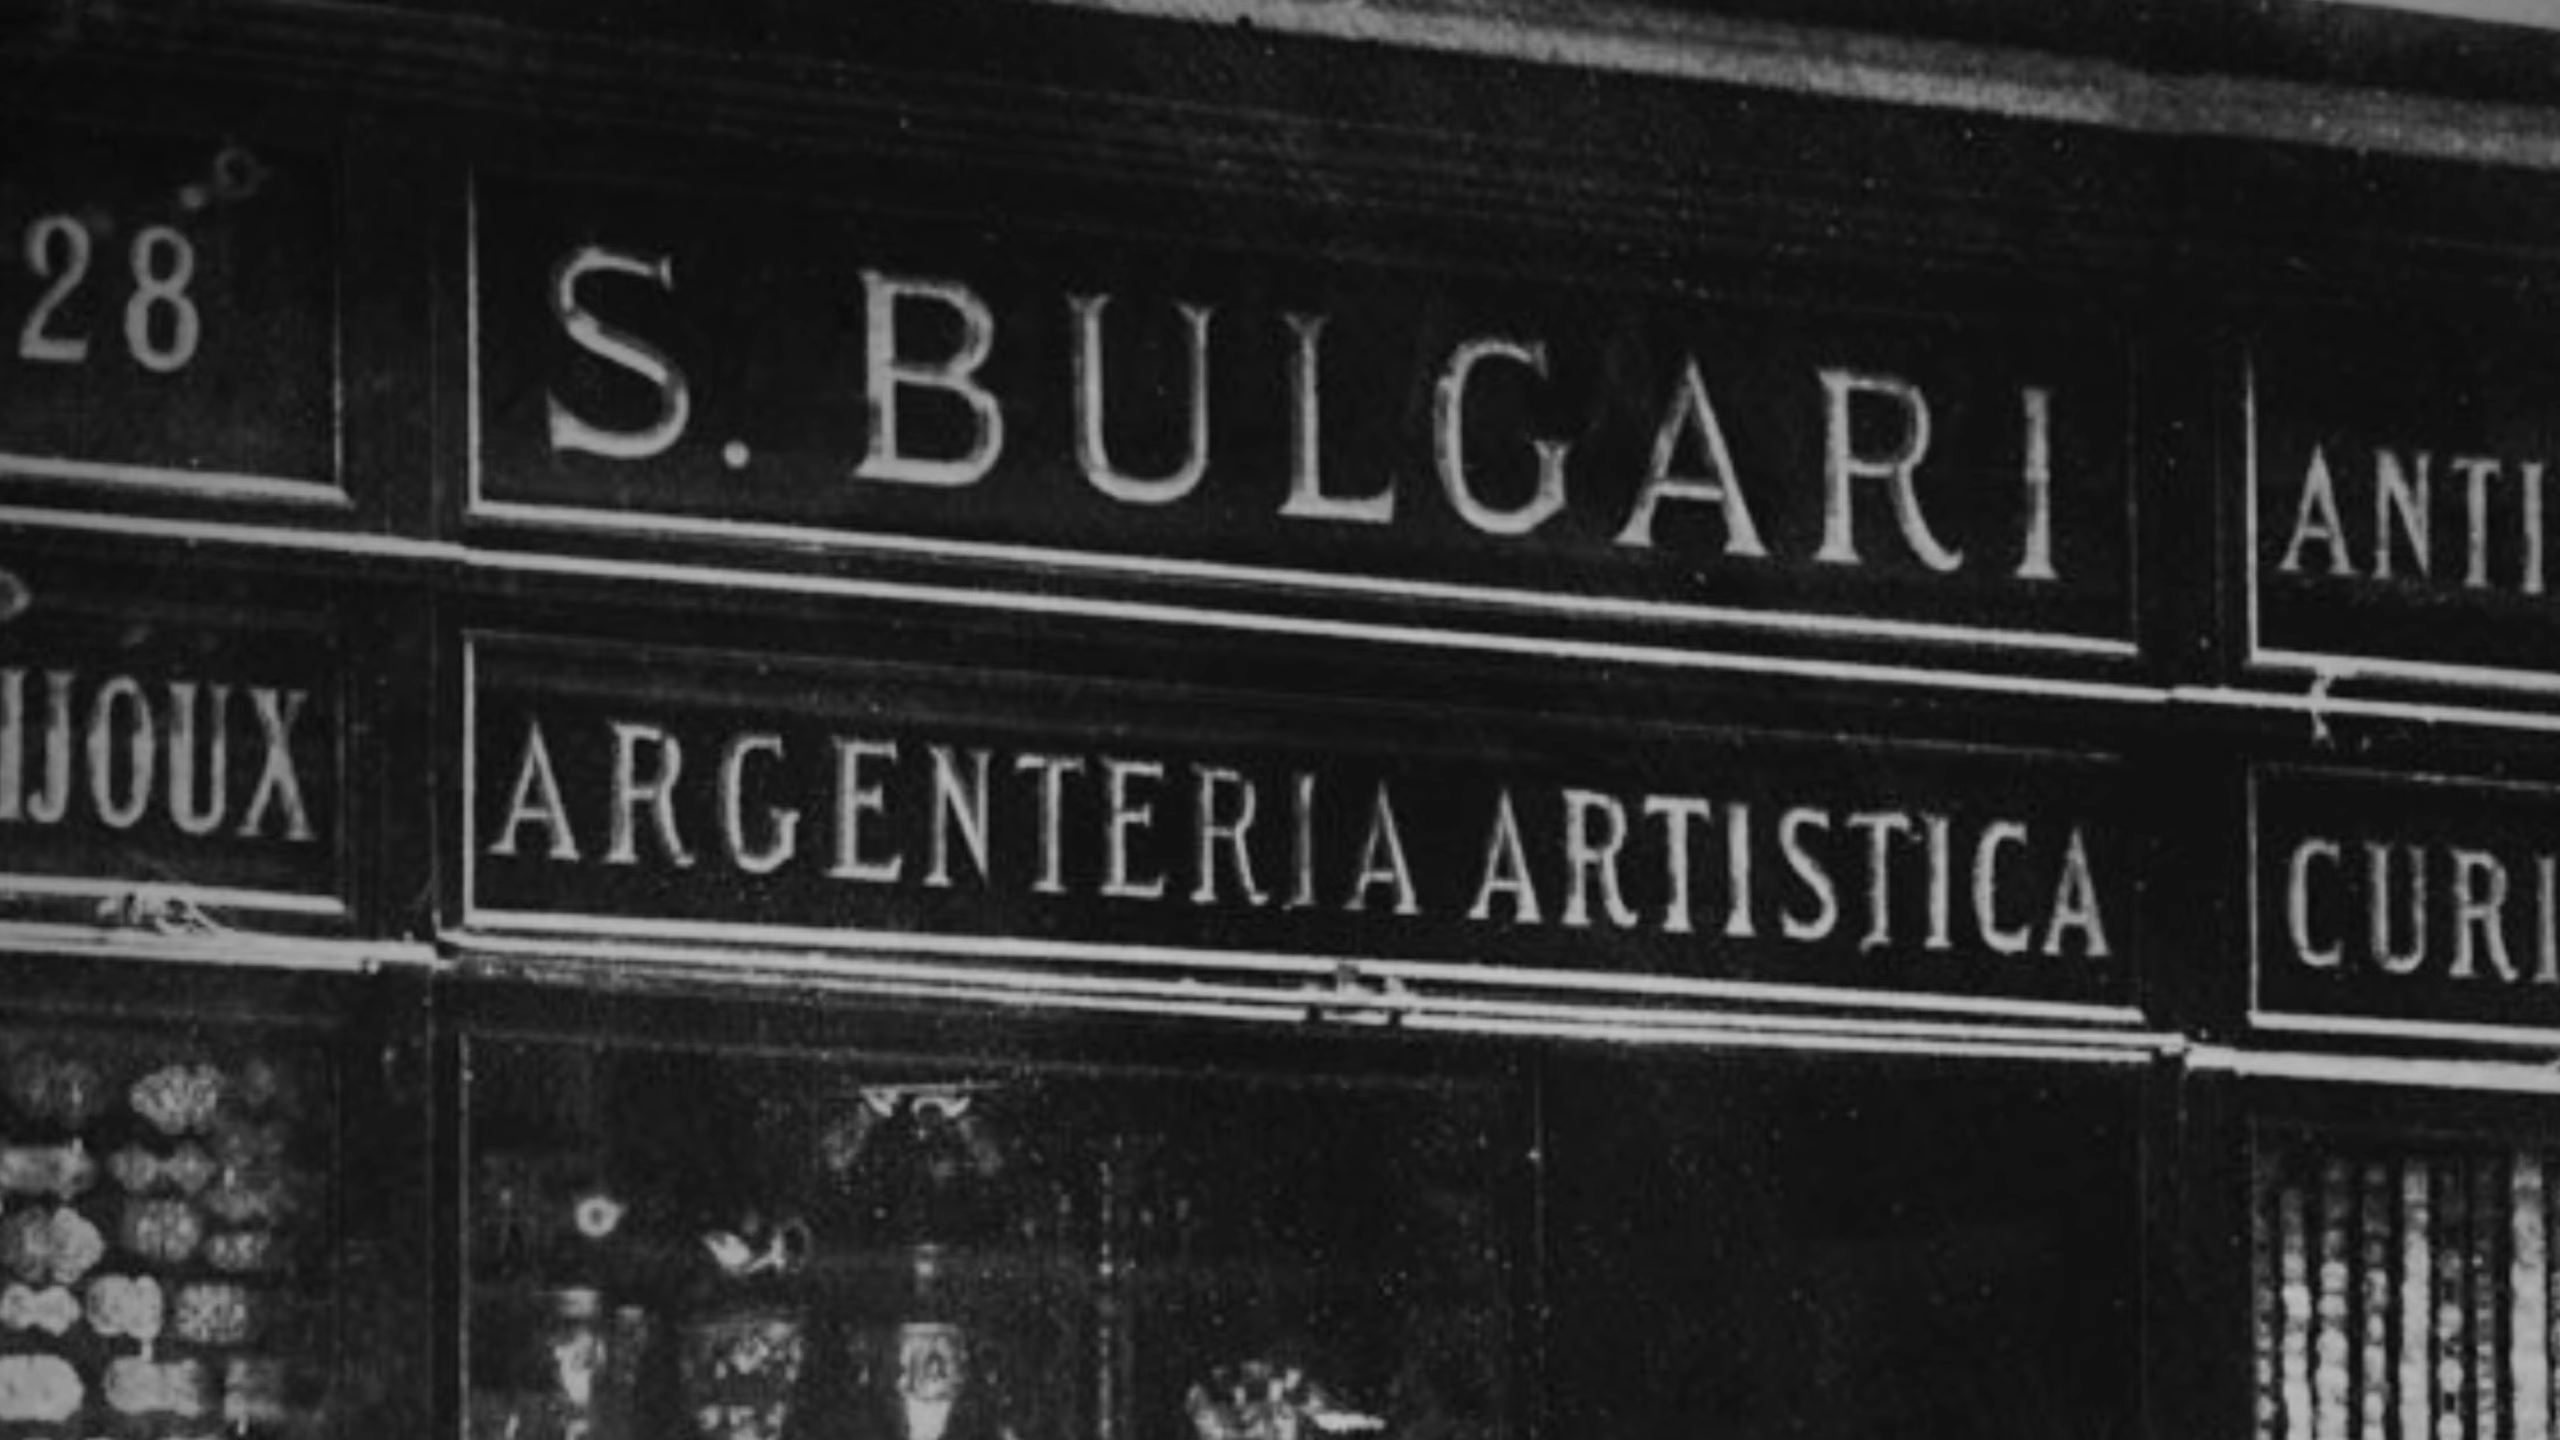 28
S. BULGARI
ANTI
IJOUX
ARGENTERIA ARTISTICA
CURI